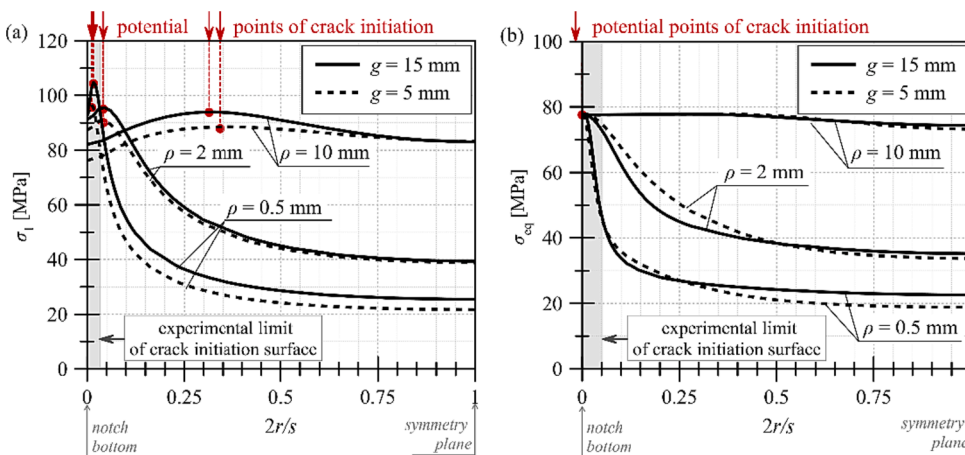 (a)
potential
points of crack initiation
120
100
80
60
40
20
0
σ1 [MPa]
g = 15 mm
g = 5 mm
ρ = 2 mm
ρ = 10 mm
ρ = 0.5 mm
experimental limit
of crack initiation surface
0
0.25
0.5
0.75
1
2r/s
notch
bottom
symmetry
plane
(b)
potential points of crack initiation
100
80
60
40
20
0
σeq [MPa]
g = 15 mm
g = 5 mm
ρ = 10 mm
ρ = 2 mm
ρ = 0.5 mm
experimental limit
of crack initiation surface
0
0.25
0.5
0.75
2r/s
notch
bottom
symmetry
plane